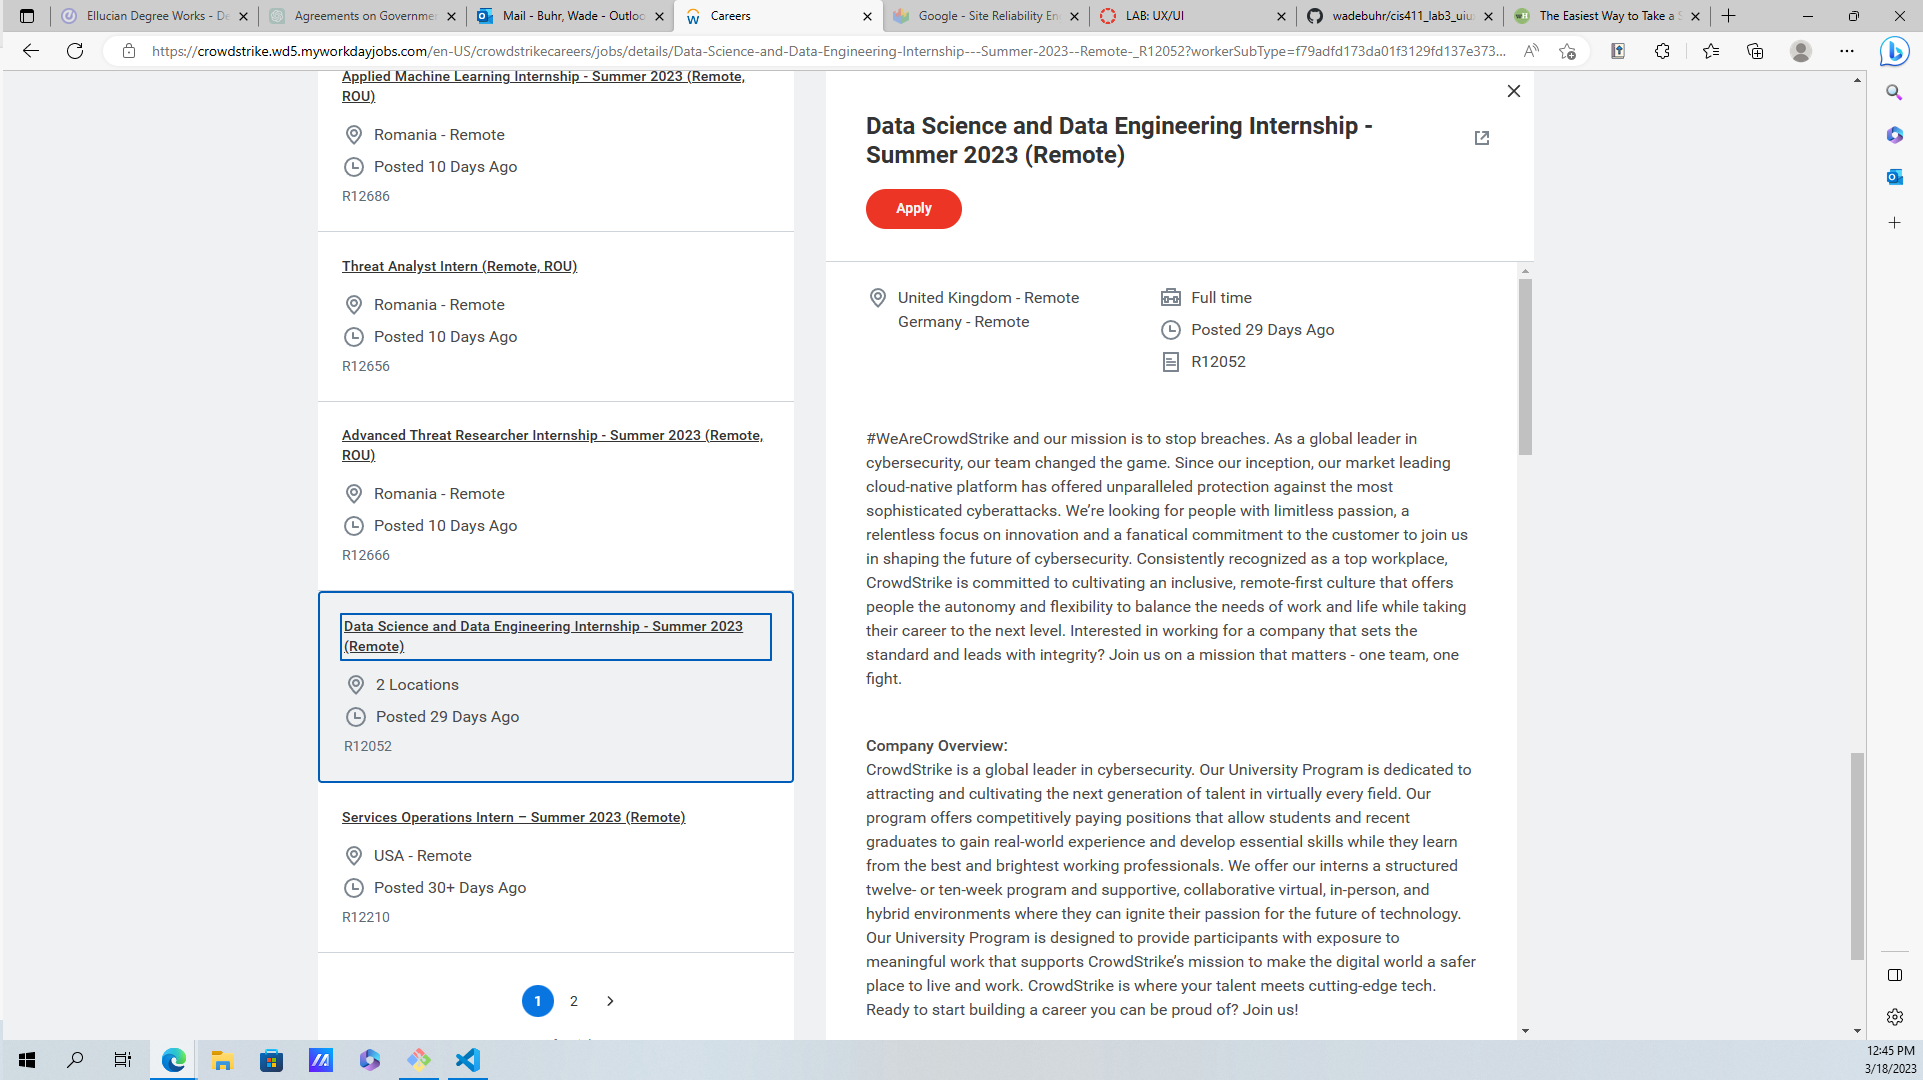 Ellucian Degree Works - De
Agreements on Governmen
Mail - Buhr, Wade - Outloo
Careers
Google - Site Reliability En
LAB: UX/UI
wadebuhr/cis411_lab3_uiu
The Easiest Way to Take a S
https://crowdstrike.wd5.myworkdayjobs.com/en-US/crowdstrikecareers/jobs/details/Data-Science-and-Data-Engineering-Internship---Summer-2023--Remote-_R12052?workerSubType=f79adfd173da01f3129fd137e373...
Applied Machine Learning Internship - Summer 2023 (Remote,
ROU)
Romania - Remote
Posted 10 Days Ago
R12686
Threat Analyst Intern (Remote, ROU)
Romania - Remote
Posted 10 Days Ago
R12656
Advanced Threat Researcher Internship - Summer 2023 (Remote,
ROU)
Romania - Remote
Posted 10 Days Ago
R12666
Data Science and Data Engineering Internship - Summer 2023
(Remote)
2 Locations
Posted 29 Days Ago
R12052
Services Operations Intern – Summer 2023 (Remote)
USA - Remote
Posted 30+ Days Ago
R12210
1 2
Data Science and Data Engineering Internship -
Summer 2023 (Remote)
Apply
United Kingdom - Remote
Germany - Remote
Full time
Posted 29 Days Ago
R12052
#WeAreCrowdStrike and our mission is to stop breaches. As a global leader in
cybersecurity, our team changed the game. Since our inception, our market leading
cloud-native platform has offered unparalleled protection against the most
sophisticated cyberattacks. We’re looking for people with limitless passion, a
relentless focus on innovation and a fanatical commitment to the customer to join us
in shaping the future of cybersecurity. Consistently recognized as a top workplace,
CrowdStrike is committed to cultivating an inclusive, remote-first culture that offers
people the autonomy and flexibility to balance the needs of work and life while taking
their career to the next level. Interested in working for a company that sets the
standard and leads with integrity? Join us on a mission that matters - one team, one
fight.
Company Overview:
CrowdStrike is a global leader in cybersecurity. Our University Program is dedicated to
attracting and cultivating the next generation of talent in virtually every field. Our
program offers competitively paying positions that allow students and recent
graduates to gain real-world experience and develop essential skills while they learn
from the best and brightest working professionals. We offer our interns a structured
twelve- or ten-week program and supportive, collaborative virtual, in-person, and
hybrid environments where they can ignite their passion for the future of technology.
Our University Program is designed to provide participants with exposure to
meaningful work that supports CrowdStrike’s mission to make the digital world a safer
place to live and work. CrowdStrike is where your talent meets cutting-edge tech.
Ready to start building a career you can be proud of? Join us!
12:45 PM
3/18/2023